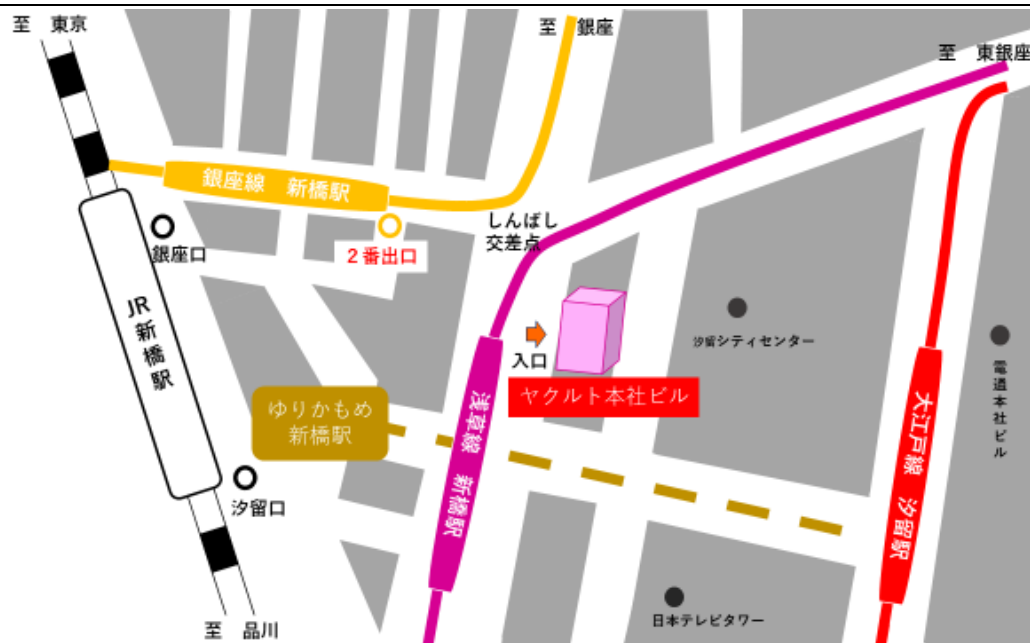 至　東京
至　銀座
至　東銀座
銀座線　新橋駅
しんばし
交差点
銀座口
２番出口
JR新橋駅
入口
汐留シティセンター
ヤクルト本社ビル
電通本社ビル
ゆりかもめ
新橋駅
浅草線　新橋駅
大江戸線　汐留駅
汐留口
日本テレビタワー
至　品川